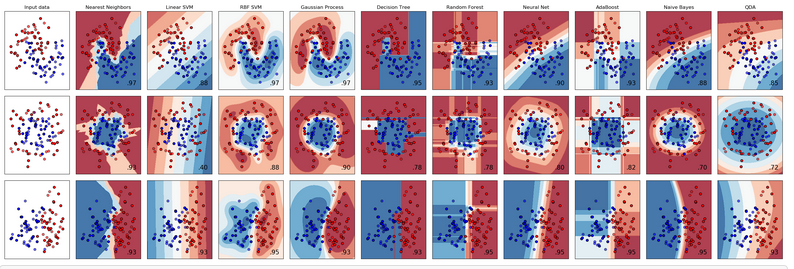 Input data Nearest Neighbors Linear SVM RBF SVM Gaussian Process Decision Tree Random Forest Neural Net AdaBoost Naive Bayes QDA
.97 .88 .97 .97 .95 .93 .90 .93 .88 .85
.93 .40 .88 .90 .78 .78 .80 .82 .70 .72
.93 .93 .95 .93 .93 .95 .95 .95 .95 .93